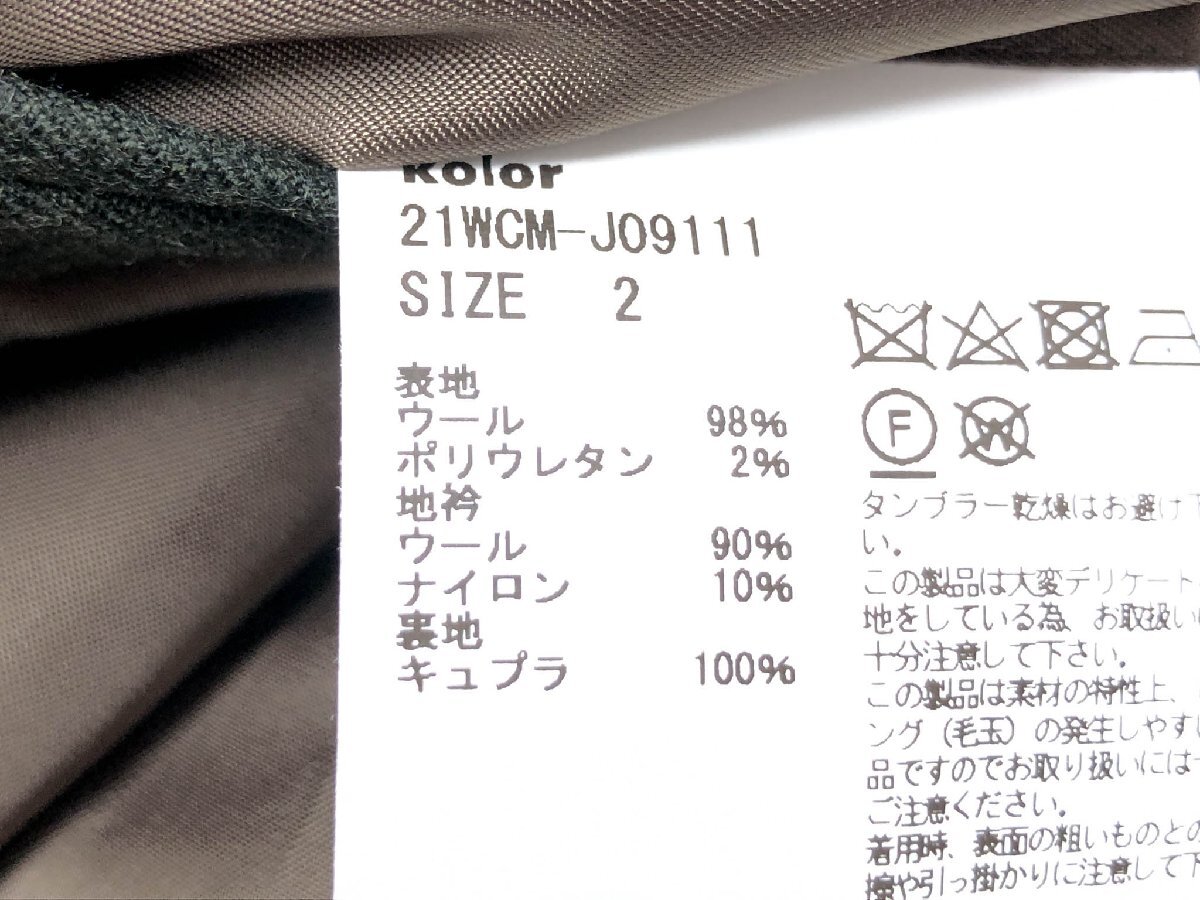 kolor
21WCM-J09111
SIZE 2
表地
ウール 98%
ポリウレタン 2%
地衿
ウール 90%
ナイロン 10%
裏地
キュプラ 100%
F
W
タンブラー乾燥はお避け下
い。
この製品は大変デリケート
地をしている為、お取扱い
十分注意して下さい。
この製品は素材の特性上、
ング(毛玉)の発生しやすい
品ですのでお取り扱いには十
ご注意ください。
着用時、表面の粗いものとの
擦や引っ掛かりに注意して下